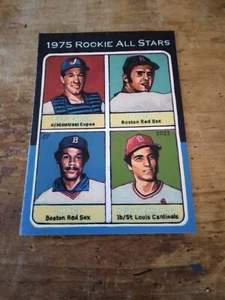 1975 ROOKIE ALL STARS
c/Montreal Expos
Boston Red Sox
Boston Red Sox
1b/St Louis Cardinals